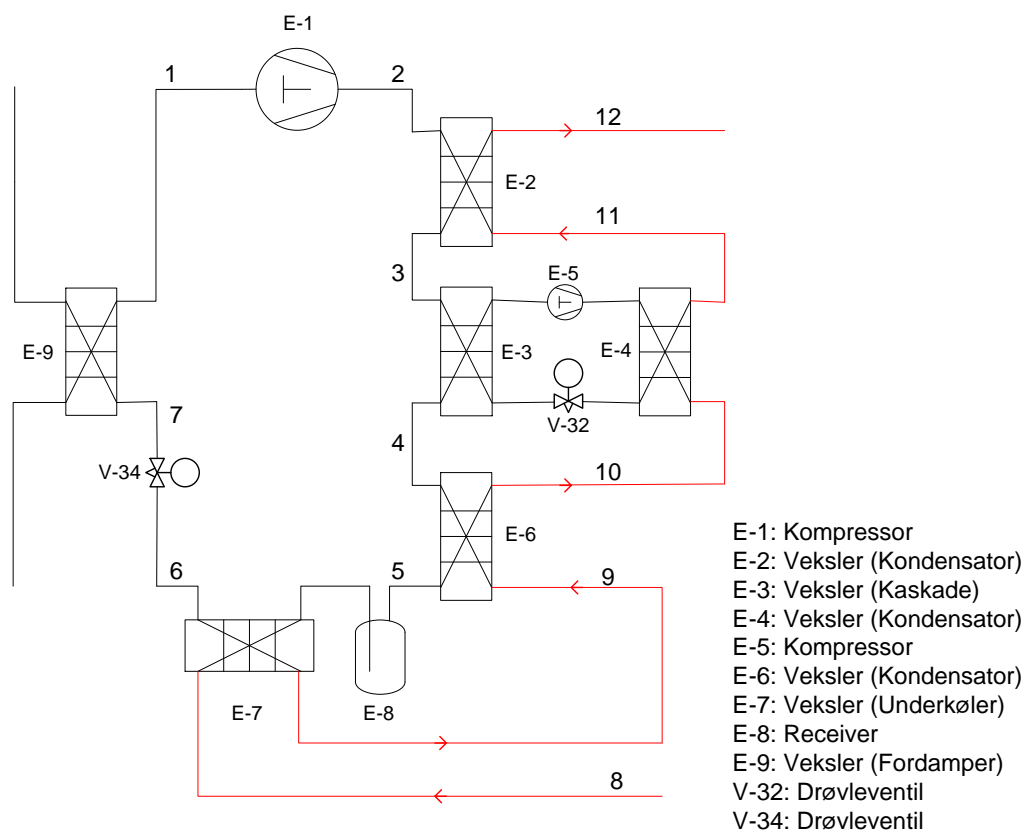 E-1
1
2
12
E-2
11
3
E-5
E-3
E-4
E-9
7
V-32
4
V-34
10
E-6
6
5
9
E-7
E-8
8
E-1: Kompressor
E-2: Veksler (Kondensator)
E-3: Veksler (Kaskade)
E-4: Veksler (Kondensator)
E-5: Kompressor
E-6: Veksler (Kondensator)
E-7: Veksler (Underkøler)
E-8: Receiver
E-9: Veksler (Fordamper)
V-32: Drøvleventil
V-34: Drøvleventil